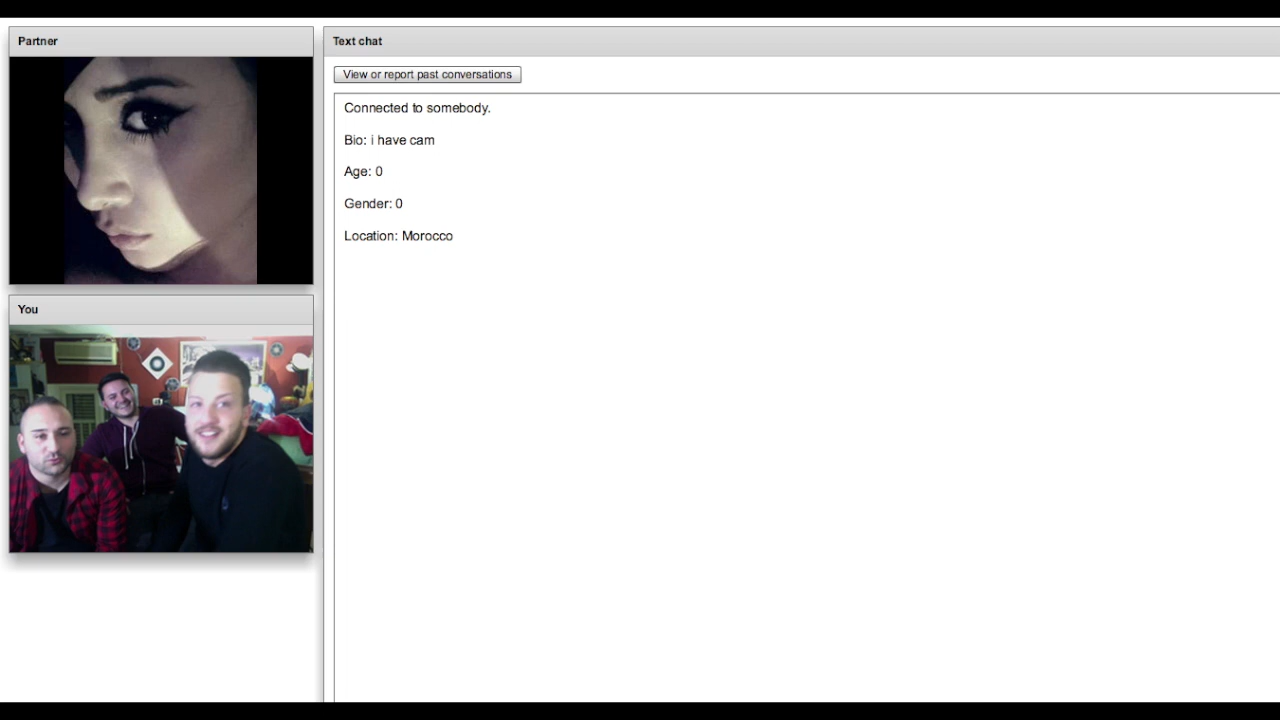 Partner
Text chat
View or report past conversations
Connected to somebody.
Bio: i have cam
Age: 0
Gender: 0
Location: Morocco
You